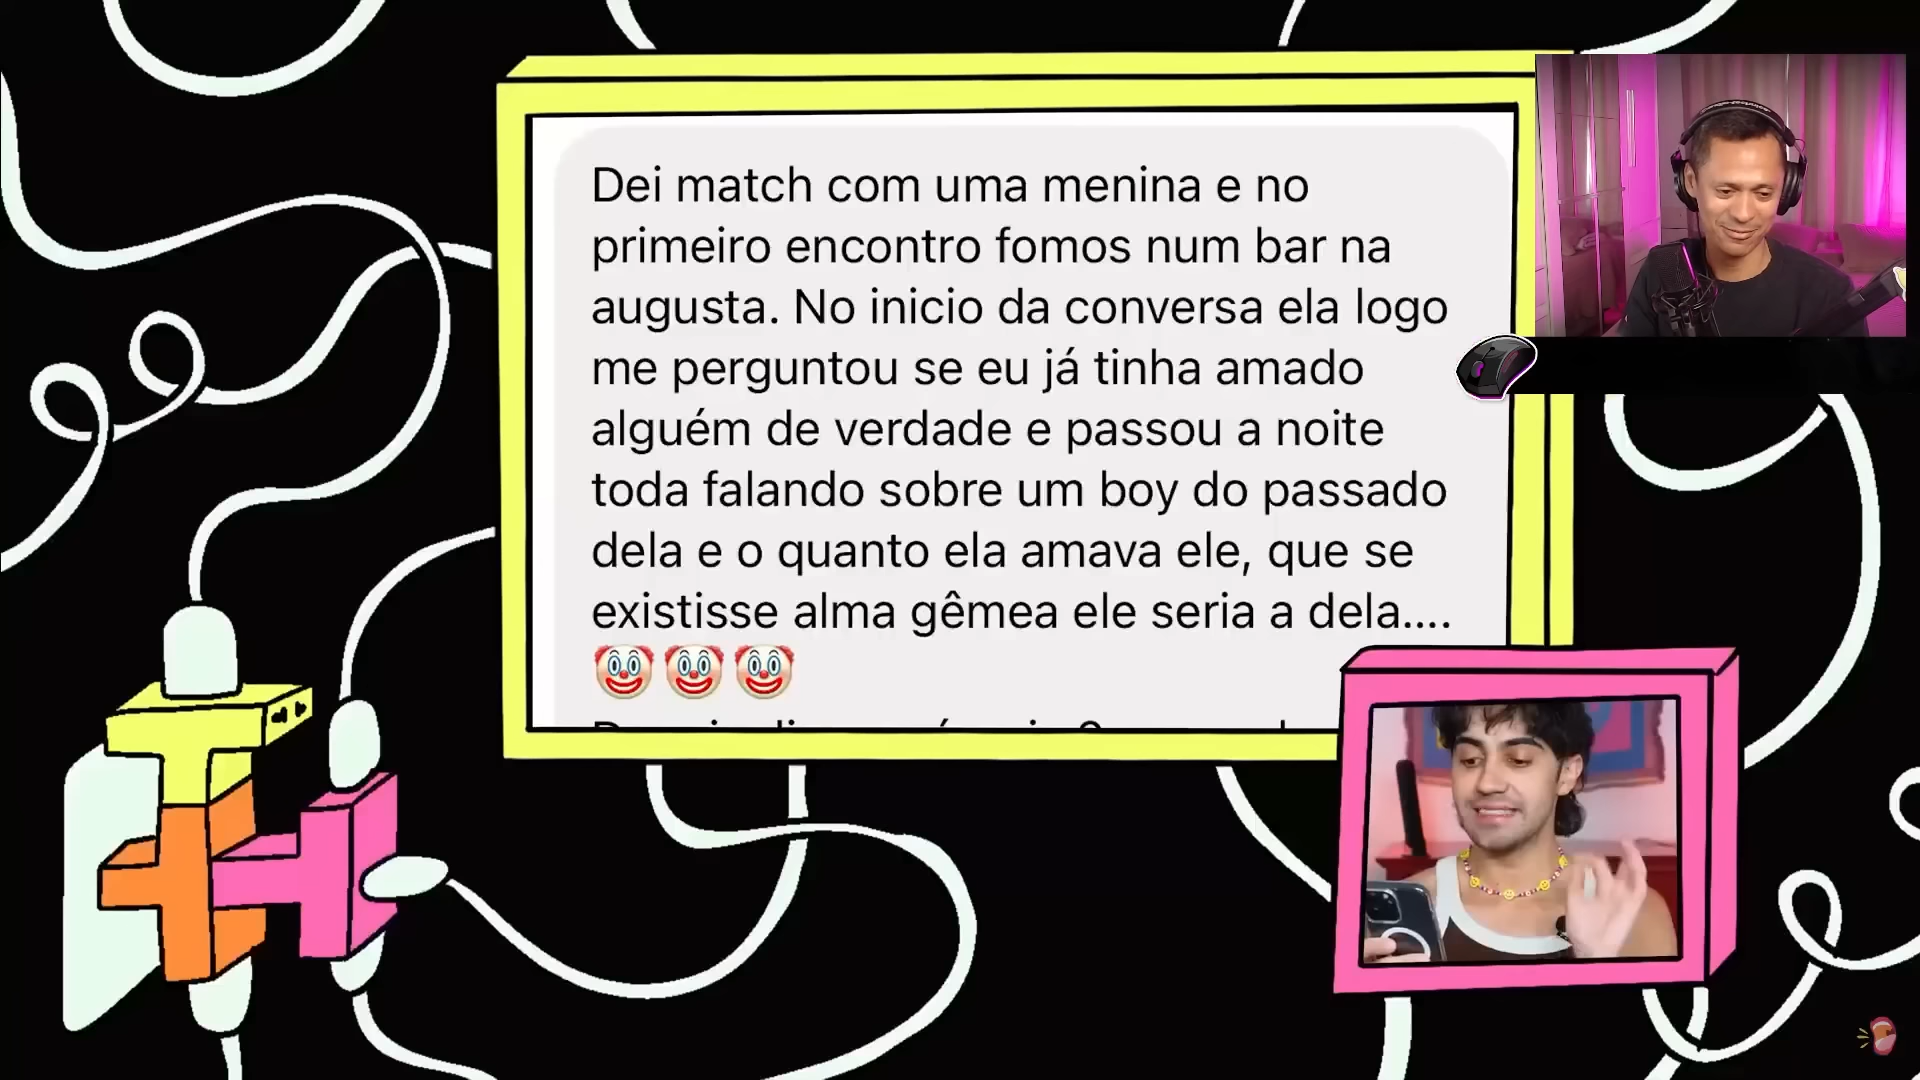 Dei match com uma menina e no
primeiro encontro fomos num bar na
augusta. No inicio da conversa ela logo
me perguntou se eu já tinha amado
alguém de verdade e passou a noite
toda falando sobre um boy do passado
dela e o quanto ela amava ele, que se
existisse alma gêmea ele seria a dela....
🤡🤡🤡